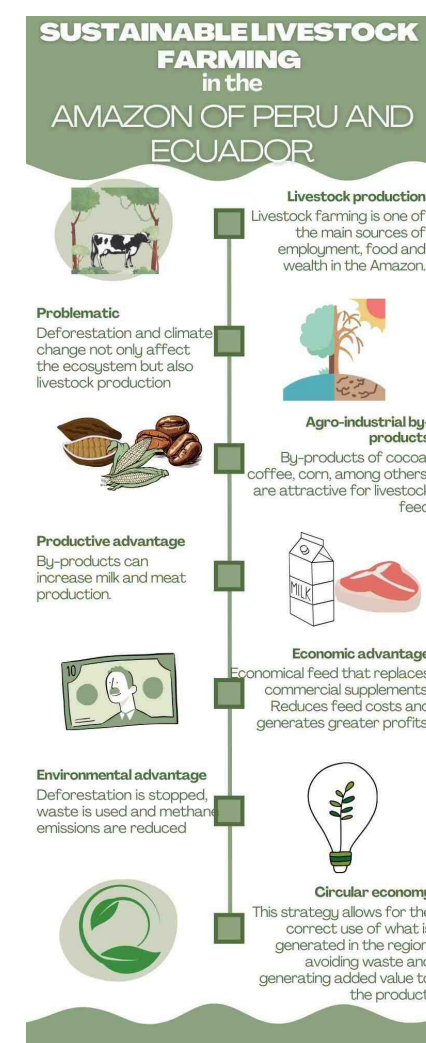 SUSTAINABLE LIVESTOCK
FARMING
in the
AMAZON OF PERU AND
ECUADOR
Livestock production
Livestock farming is one of
the main sources of
employment, food and
wealth in the Amazon.
Problematic
Deforestation and climate
change not only affect
the ecosystem but also
livestock production
Agro-industrial by-
products
By-products of cocoa
coffee, corn, among others
are attractive for livestock
feed
Productive advantage
By-products can
increase milk and meat
production.
MILK
10
Economic advantage
Economical feed that replaces
commercial supplements
Reduces feed costs and
generates greater profits
Environmental advantage
Deforestation is stopped,
waste is used and methane
emissions are reduced
Circular economy
This strategy allows for the
correct use of what is
generated in the region
avoiding waste and
generating added value to
the product